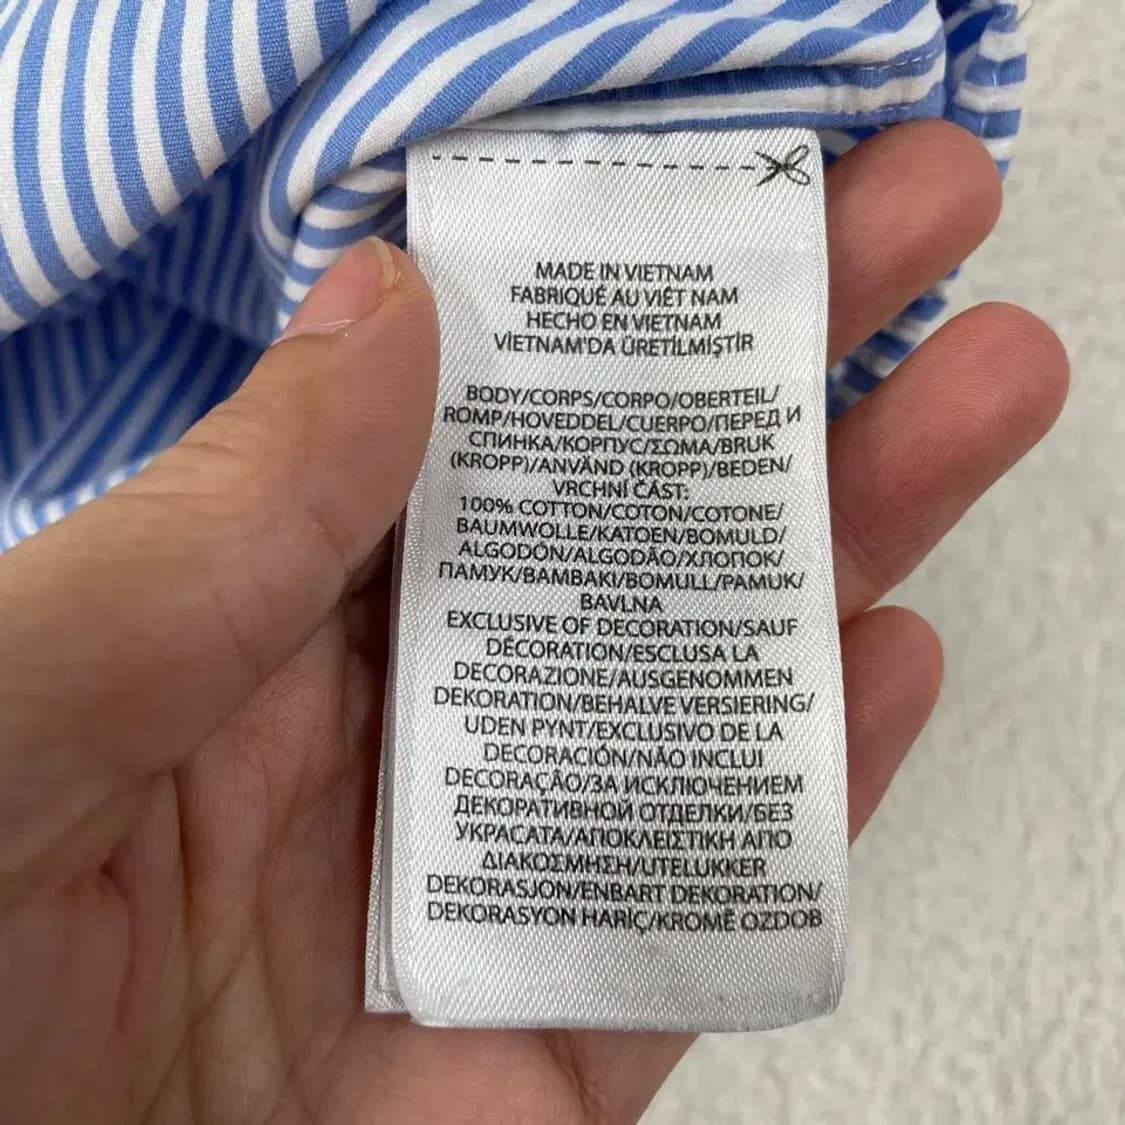 MADE IN VIETNAM
FABRIQUÉ AU VIÊT NAM
HECHO EN VIETNAM
VİETNAM'DA ÜRETİLMİŞTİR
BODY/CORPS/CORPO/OBERTEIL/
ROMP/HOVEDDEL/CUERPO/ПЕРЕД И
СПИНКА/КОРПУС/ΣΩΜΑ/BRUK
(KROPP)/ANVÄND (KROPP)/BEDEN/
VRCHNÍ ČÁST:
100% COTTON/COTON/COTONE/
BAUMWOLLE/KATOEN/BOMULD/
ALGODÓN/ALGODÃO/ХЛОПОК/
ПАМУК/ΒΑΜΒΑΚΙ/BOMULL/PAMUK/
BAVLNA
EXCLUSIVE OF DECORATION/SAUF
DÉCORATION/ESCLUSA LA
DECORAZIONE/AUSGENOMMEN
DEKORATION/BEHALVE VERSIERING/
UDEN PYNT/EXCLUSIVO DE LA
DECORACIÓN/NÃO INCLUI
DECORAÇÃO/ЗА ИСКЛЮЧЕНИЕМ
ДЕКОРАТИВНОЙ ОТДЕЛКИ/БЕЗ
УКРАСАТА/ΑΠΟΚΛΕΙΣΤΙΚΗ ΑΠΟ
ΔΙΑΚΟΣΜΗΣΗ/UTELUKKER
DEKORASJON/ENBART DEKORATION/
DEKORASYON HARİÇ/KROMĚ OZDOB